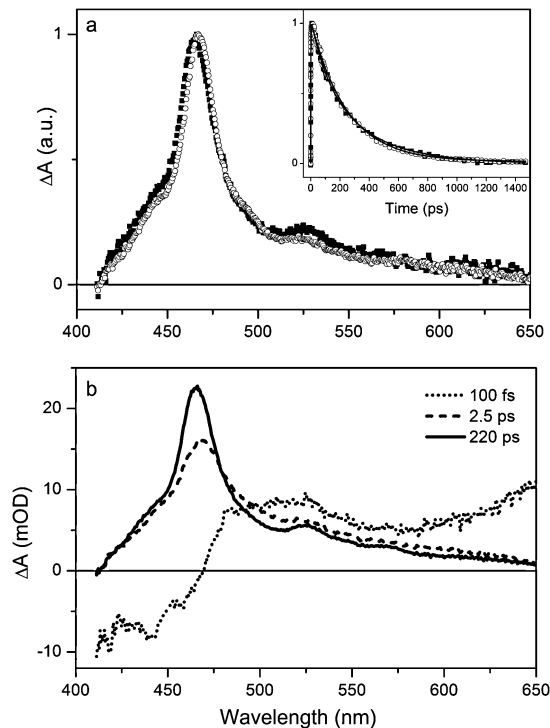 a
ΔA (a.u.)
1
0
400 450 500 550 600 650
1
0
0 200 400 600 800 1000 1200 1400
Time (ps)
b
100 fs
2.5 ps
220 ps
ΔA (mOD)
20
10
0
-10
400 450 500 550 600 650
Wavelength (nm)